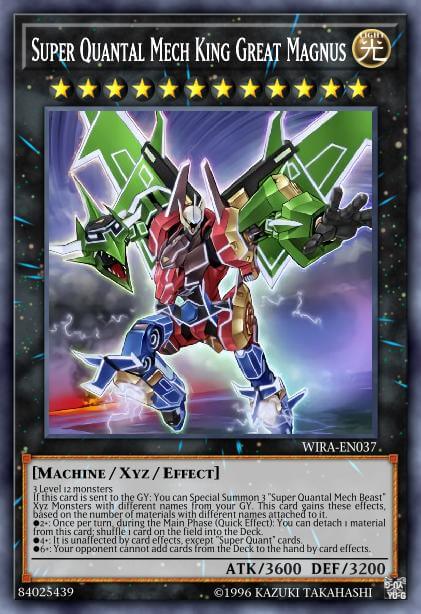 SUPER QUANTAL MECH KING GREAT MAGNUS
LIGHT
光
WIRA-EN037
[MACHINE / XYZ / EFFECT]
3 Level 12 monsters
If this card is sent to the GY: You can Special Summon 3 "Super Quantal Mech Beast"
Xyz Monsters with different names from your GY. This card gains these effects,
based on the number of materials with different names attached to it.
●2+: Once per turn, during the Main Phase (Quick Effect): You can detach 1 material
from this card; shuffle 1 card on the field into the Deck.
●4+: It is unaffected by card effects, except "Super Quant" cards.
●6+: Your opponent cannot add cards from the Deck to the hand by card effects.
ATK/3600 DEF/3200
84025439
©1996 KAZUKI TAKAHASHI